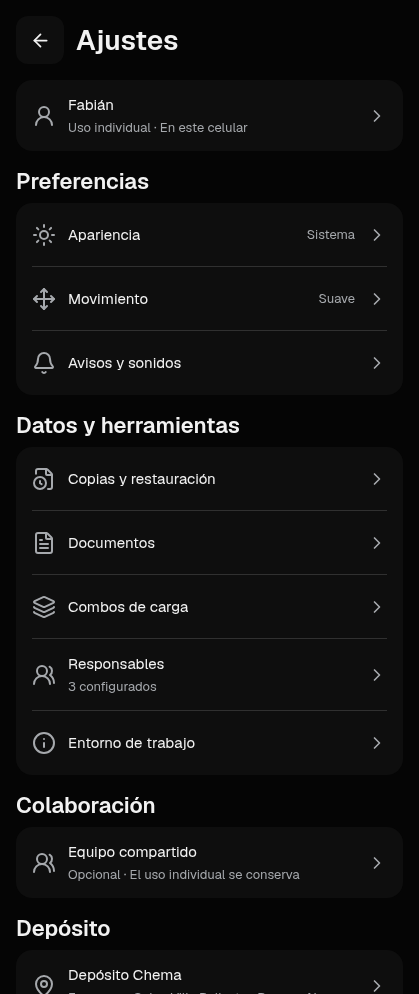 Ajustes
Fabián
Uso individual · En este celular
Preferencias
Apariencia
Sistema
Movimiento
Suave
Avisos y sonidos
Datos y herramientas
Copias y restauración
Documentos
Combos de carga
Responsables
3 configurados
Entorno de trabajo
Colaboración
Equipo compartido
Opcional · El uso individual se conserva
Depósito
Depósito Chema